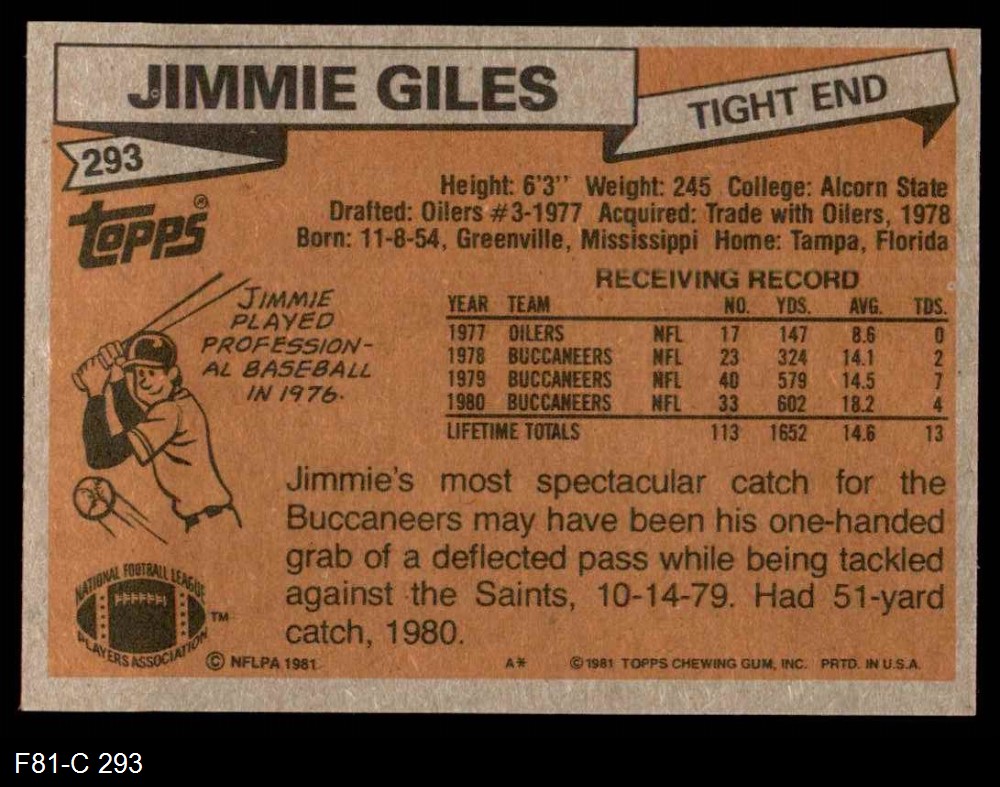 JIMMIE GILES
TIGHT END
293
TOPPS®
Height: 6'3" Weight: 245 College: Alcorn State
Drafted: Oilers #3-1977 Acquired: Trade with Oilers, 1978
Born: 11-8-54, Greenville, Mississippi Home: Tampa, Florida
JIMMIE
PLAYED
PROFESSION-
AL BASEBALL
IN 1976.
RECEIVING RECORD
YEAR TEAM NO. YDS. AVG. TDS.
1977 OILERS NFL 17 147 8.6 0
1978 BUCCANEERS NFL 23 324 14.1 2
1979 BUCCANEERS NFL 40 579 14.5 7
1980 BUCCANEERS NFL 33 602 18.2 4
LIFETIME TOTALS 113 1652 14.6 13
Jimmie's most spectacular catch for the
Buccaneers may have been his one-handed
grab of a deflected pass while being tackled
against the Saints, 10-14-79. Had 51-yard
catch, 1980.
NATIONAL FOOTBALL LEAGUE
PLAYERS ASSOCIATION
TM
© NFLPA 1981
A*
© 1981 TOPPS CHEWING GUM, INC. PRTD. IN U.S.A.
F81-C 293